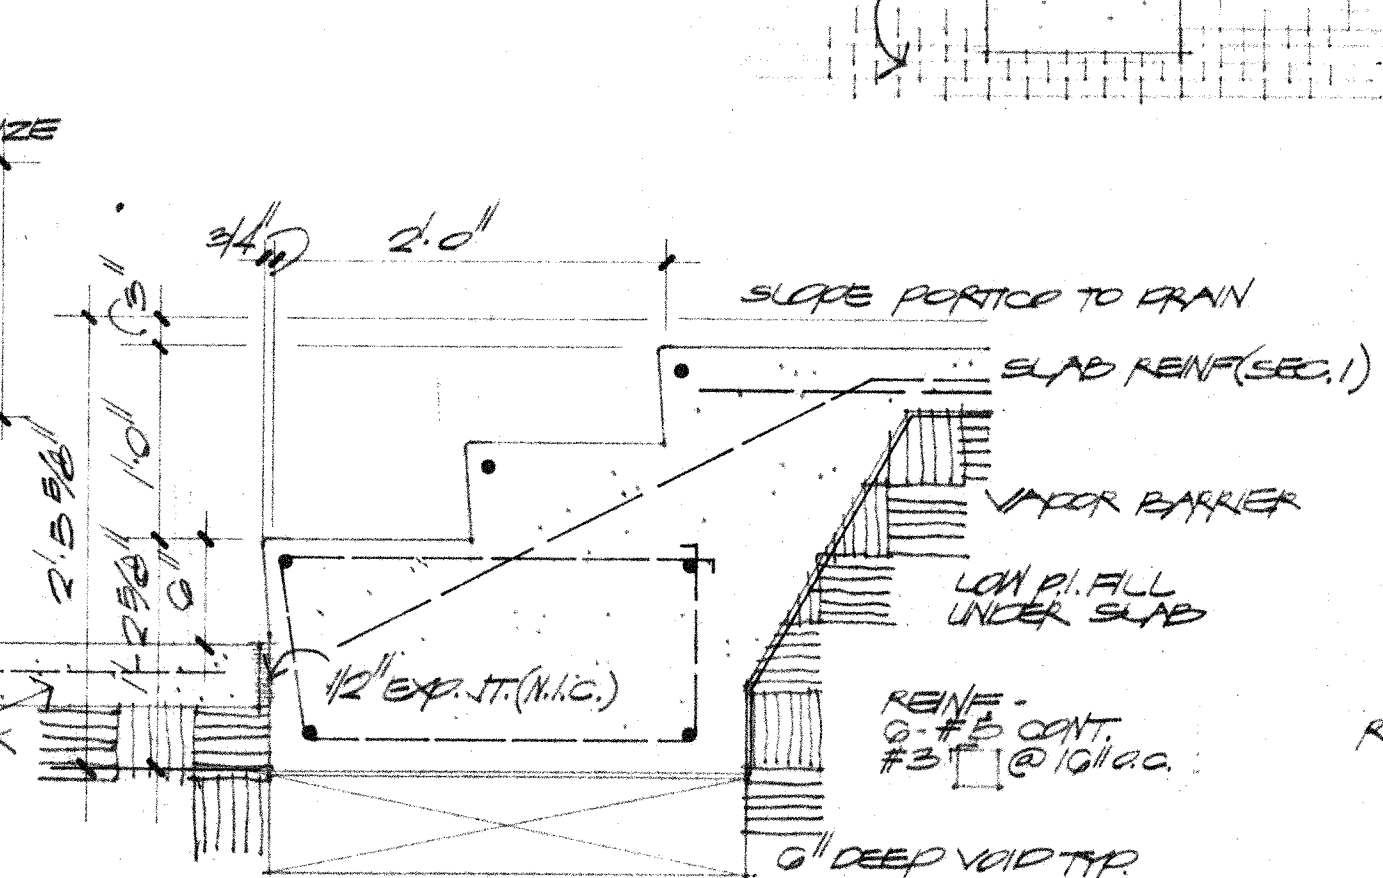 3/4"
2'.0"
(3"
SLOPE PORTICO TO DRAIN
SLAB REINF(SEC. 1)
1'.0"
2'.5 5/8"
VAPOR BARRIER
1'-2 5/8"
6"
LOW P.I. FILL
UNDER SLAB
1/2" EXP. JT. (N.I.C.)
REINF -
6 - #5 CONT.
#3 @ 16" O.C.
6" DEEP VOID TYP.